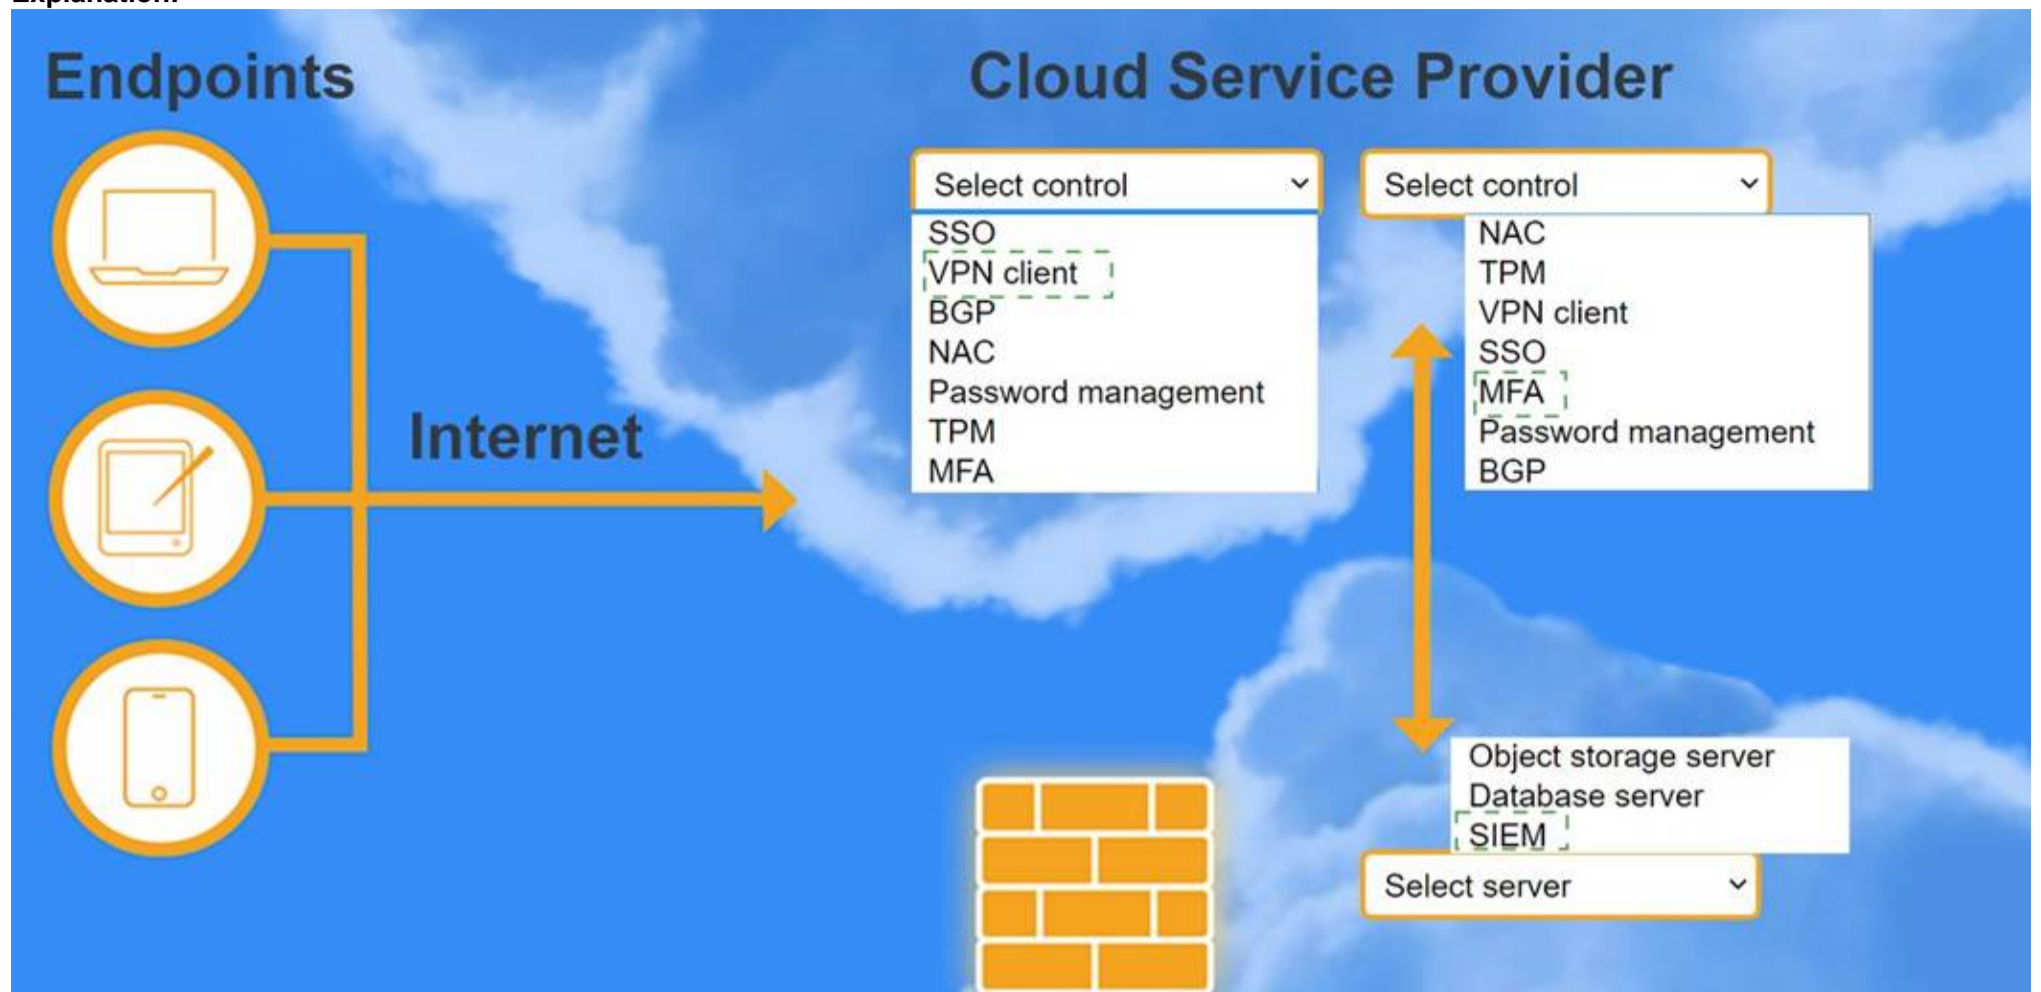 Explanation:
Endpoints
Cloud Service Provider
Select control
SSO
VPN client
BGP
NAC
Password management
TPM
MFA
Select control
NAC
TPM
VPN client
SSO
MFA
Password management
BGP
Internet
Object storage server
Database server
SIEM
Select server